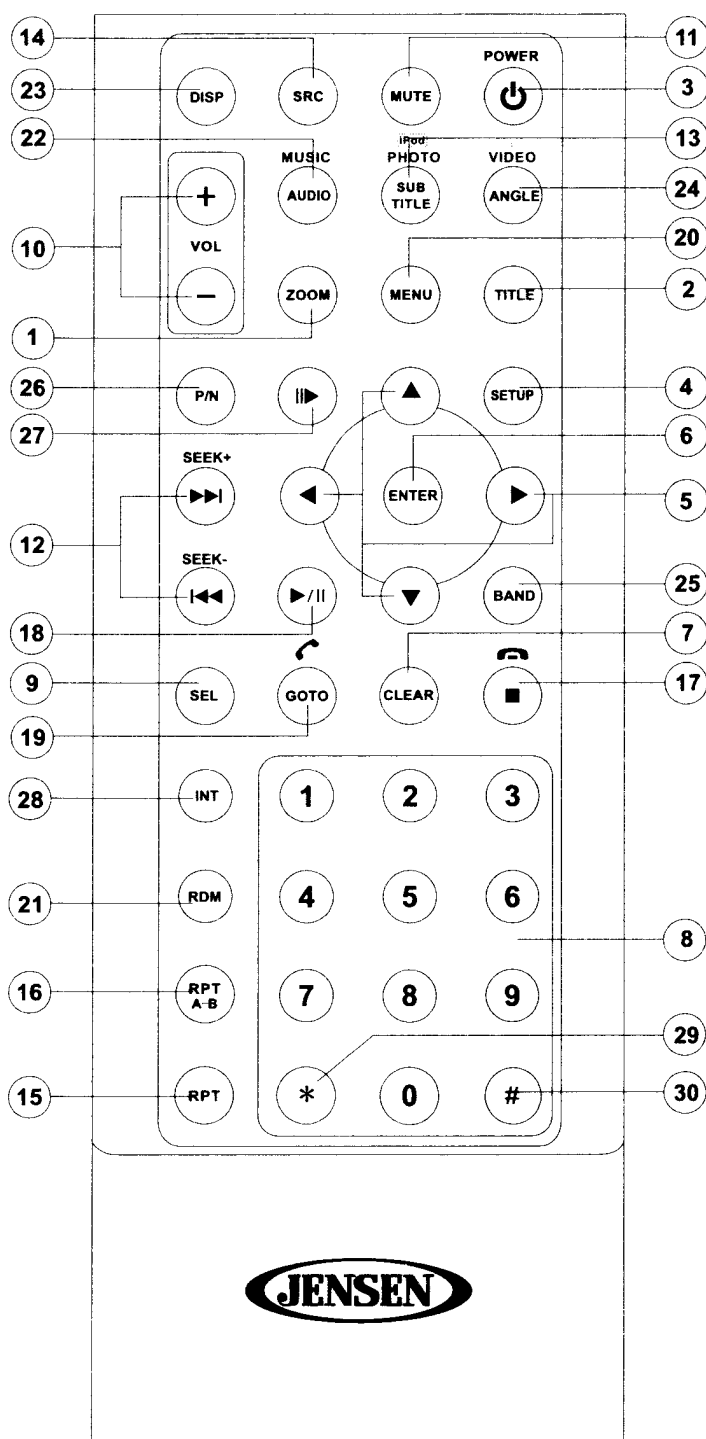 14
11
POWER
23
DISP
SRC
MUTE
3
22
iPod
13
MUSIC
PHOTO
VIDEO
+
AUDIO
SUB
TITLE
ANGLE
24
10
VOL
20
−
ZOOM
MENU
TITLE
2
1
26
P/N
SETUP
4
27
6
SEEK+
ENTER
5
12
SEEK-
25
BAND
18
7
9
SEL
GOTO
CLEAR
17
19
28
INT
1
2
3
21
RDM
4
5
6
8
16
RPT
A-B
7
8
9
29
15
RPT
*
0
#
30
JENSEN